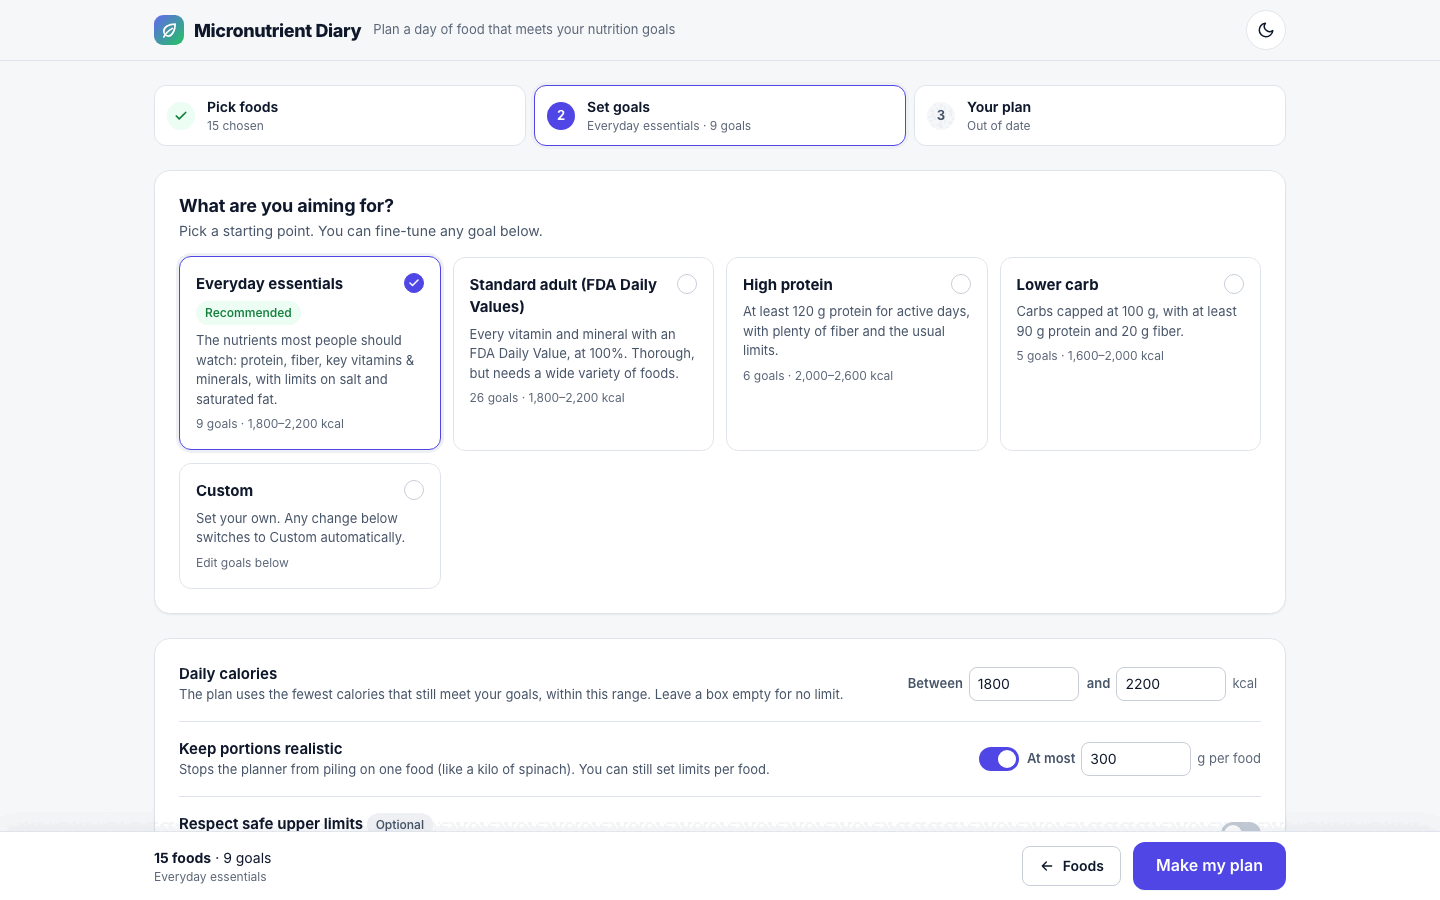 Micronutrient Diary
Plan a day of food that meets your nutrition goals
Pick foods
15 chosen
2
Set goals
Everyday essentials · 9 goals
3
Your plan
Out of date
What are you aiming for?
Pick a starting point. You can fine-tune any goal below.
Everyday essentials
Recommended
The nutrients most people should
watch: protein, fiber, key vitamins &
minerals, with limits on salt and
saturated fat.
9 goals · 1,800–2,200 kcal
Standard adult (FDA Daily
Values)
Every vitamin and mineral with an
FDA Daily Value, at 100%. Thorough,
but needs a wide variety of foods.
26 goals · 1,800–2,200 kcal
High protein
At least 120 g protein for active days,
with plenty of fiber and the usual
limits.
6 goals · 2,000–2,600 kcal
Lower carb
Carbs capped at 100 g, with at least
90 g protein and 20 g fiber.
5 goals · 1,600–2,000 kcal
Custom
Set your own. Any change below
switches to Custom automatically.
Edit goals below
Daily calories
The plan uses the fewest calories that still meet your goals, within this range. Leave a box empty for no limit.
Between 1800 and 2200 kcal
Keep portions realistic
Stops the planner from piling on one food (like a kilo of spinach). You can still set limits per food.
At most 300 g per food
Respect safe upper limits Optional
15 foods · 9 goals
Everyday essentials
← Foods
Make my plan